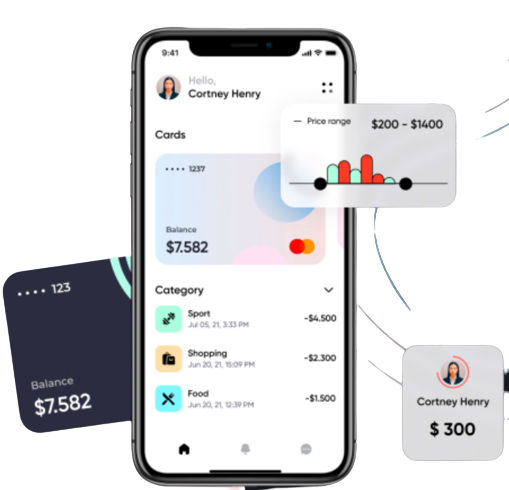 9:41
Hello,
Cortney Henry
Price range
$200 - $1400
Cards
•••• 1237
Balance
$7.582
Category
Sport
Jul 05, 21, 3:33 PM
-$4.500
Shopping
Jun 20, 21, 15:09 PM
-$2.300
Food
Jun 20, 21, 12:39 PM
-$1.500
•••• 123
Balance
$7.582
Cortney Henry
$ 300